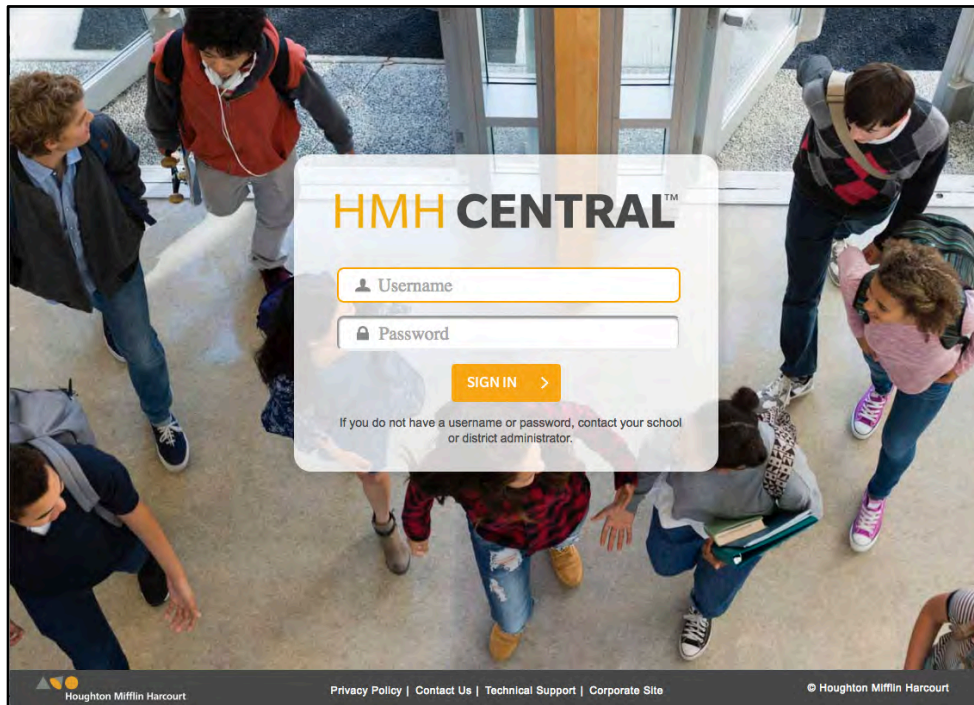 HMH CENTRAL™
Username
Password
SIGN IN >
If you do not have a username or password, contact your school
or district administrator.
Houghton Mifflin Harcourt
Privacy Policy | Contact Us | Technical Support | Corporate Site
© Houghton Mifflin Harcourt